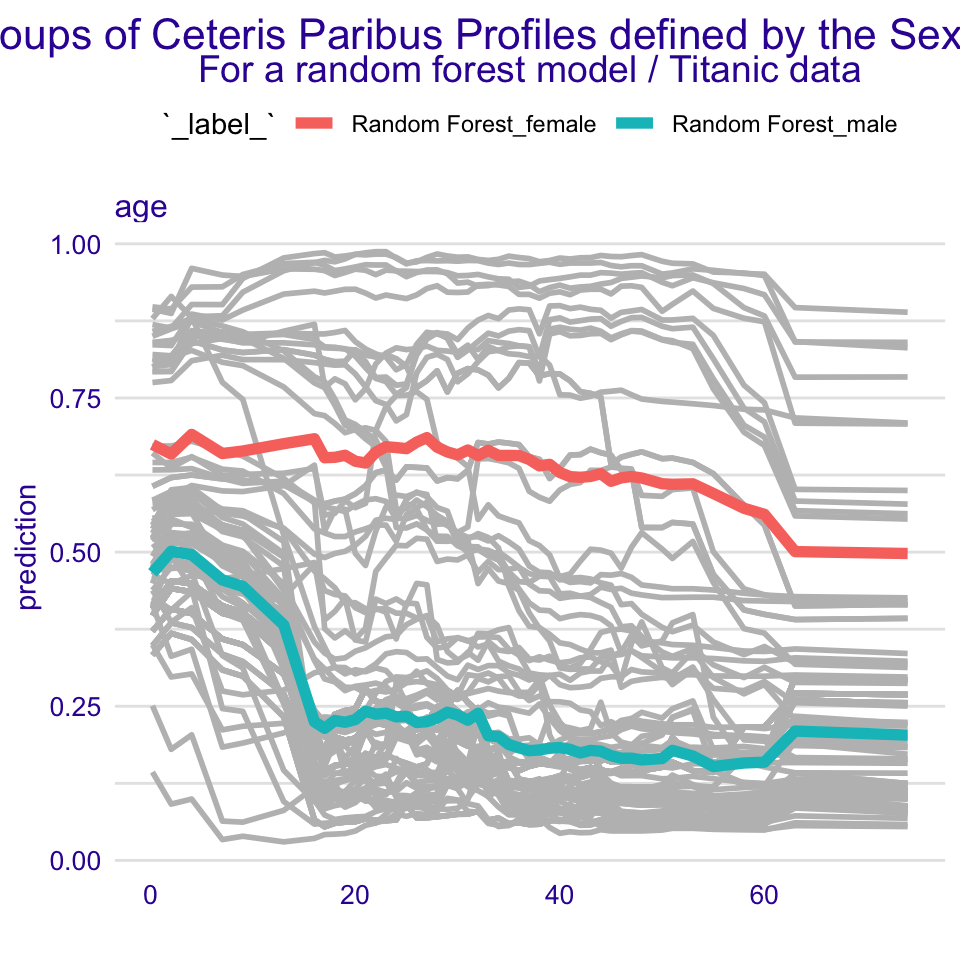 oups of Ceteris Paribus Profiles defined by the Sex
For a random forest model / Titanic data
`_label_` Random Forest_female Random Forest_male
age
1.00
0.75
0.50
0.25
0.00
prediction
0 20 40 60